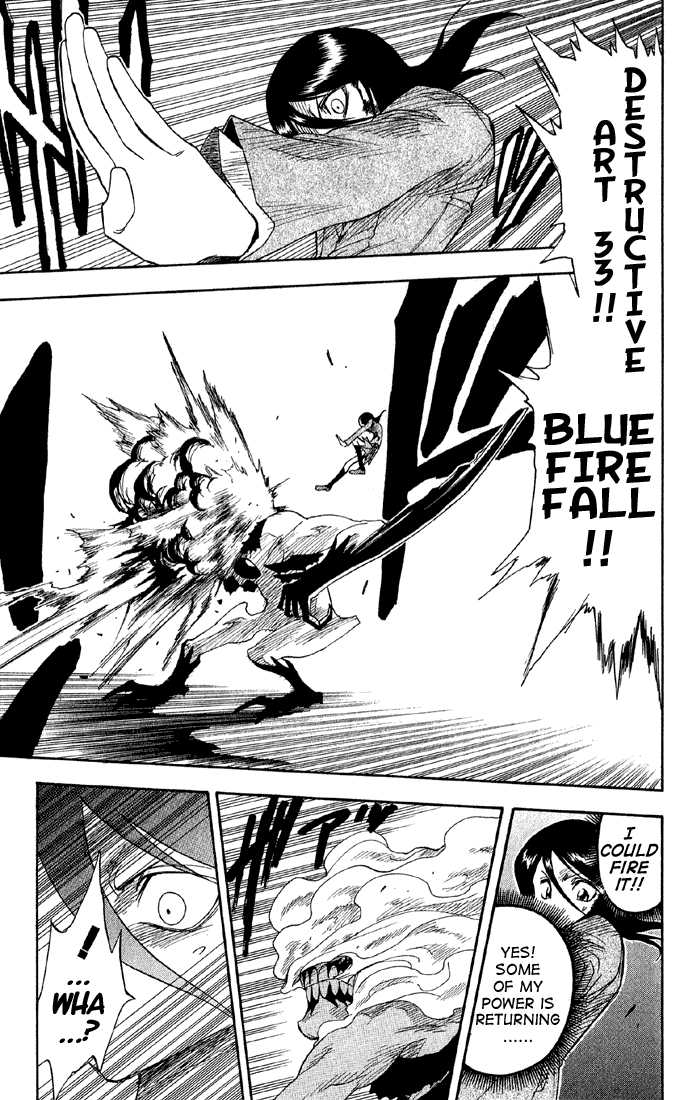 DESTRUCTIVE
ART 33!!
BLUE
FIRE
FALL
!!
I
COULD
FIRE
IT!!
YES!
SOME
OF MY
POWER IS
RETURNING
......
!
...
WHA
...?